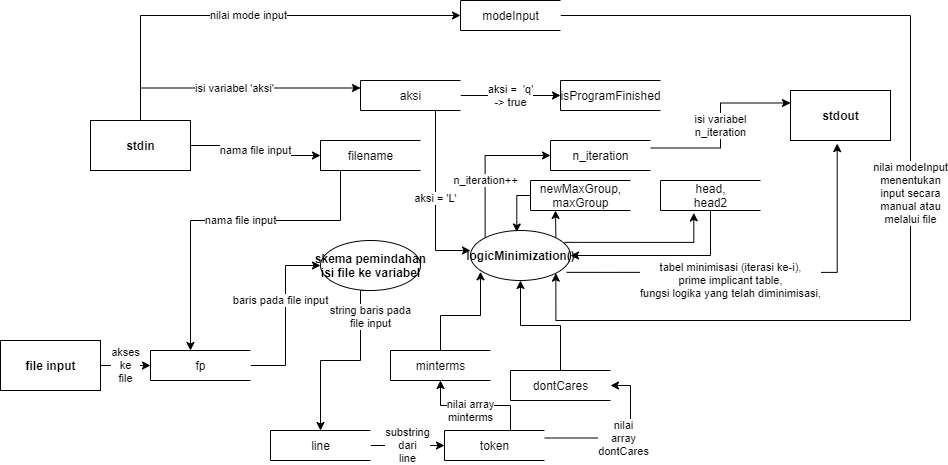 nilai mode input
modeInput
isi variabel 'aksi'
aksi
aksi = 'q'
-> true
isProgramFinished
stdin
nama file input
filename
aksi = 'L'
n_iteration++
n_iteration
isi variabel
n_iteration
stdout
newMaxGroup,
maxGroup
head,
head2
nilai modeInput
menentukan
input secara
manual atau
melalui file
nama file input
skema pemindahan
isi file ke variabel
logicMinimization()
tabel minimisasi (iterasi ke-i),
prime implicant table,
fungsi logika yang telah diminimisasi,
baris pada file input
string baris pada
file input
file input
akses
ke
file
fp
minterms
dontCares
nilai array
minterms
line
substring
dari
line
token
nilai
array
dontCares